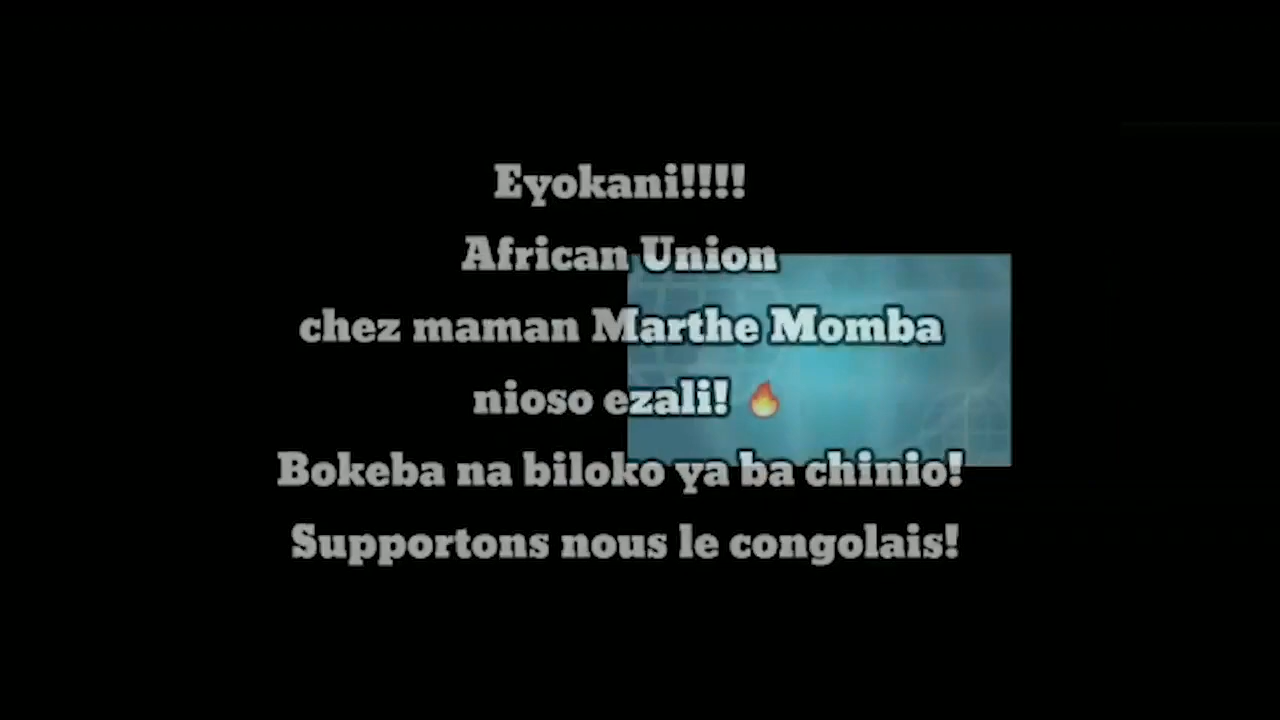 Eyokani!!!!
African Union
chez maman Marthe Momba
nioso ezali! 🔥
Bokeba na biloko ya ba chinio!
Supportons nous le congolais!